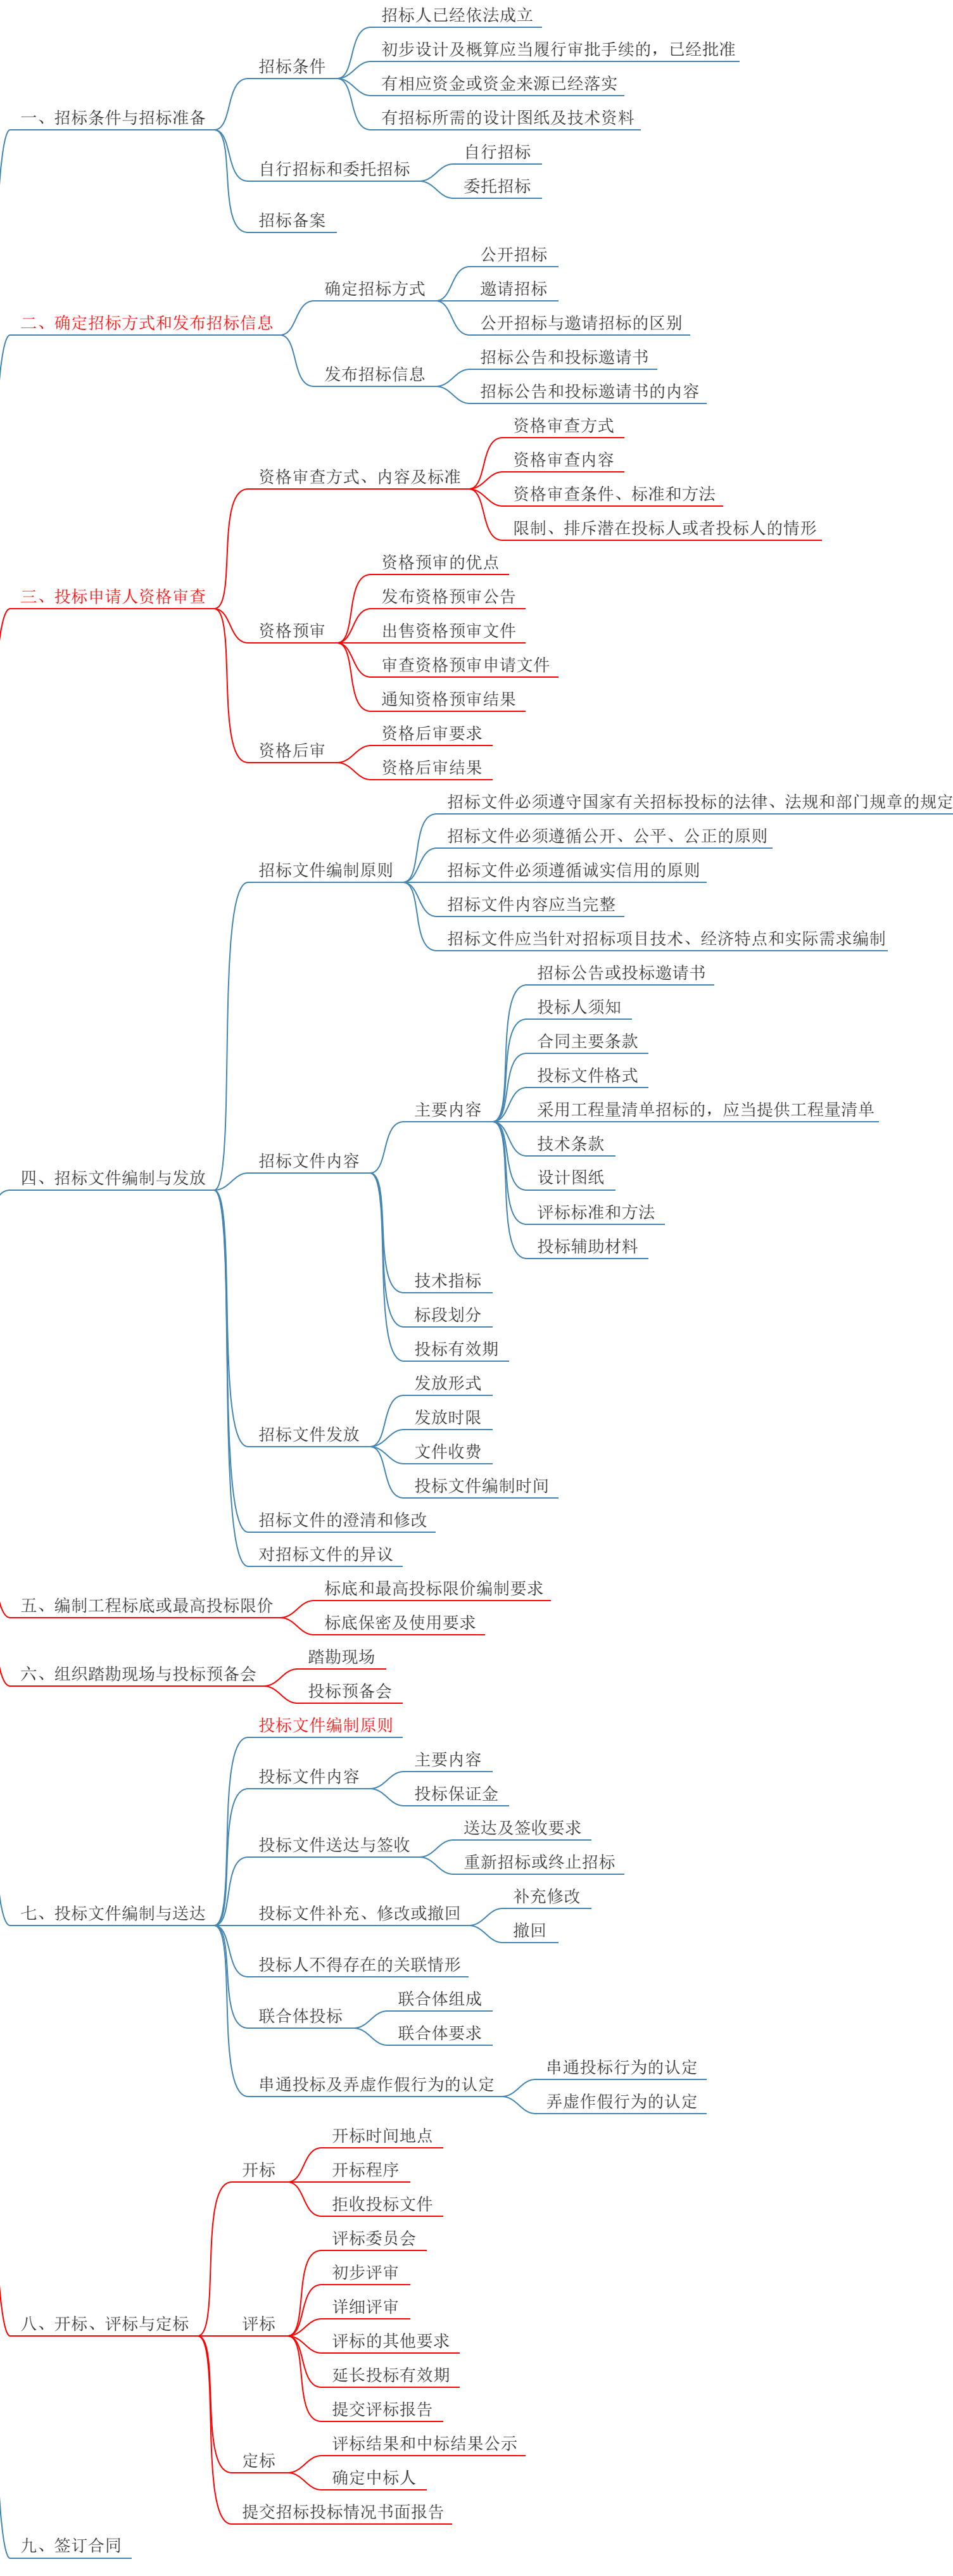 一、招标条件与招标准备
招标条件
招标人已经依法成立
初步设计及概算应当履行审批手续的，已经批准
有相应资金或资金来源已经落实
有招标所需的设计图纸及技术资料
自行招标和委托招标
自行招标
委托招标
招标备案
二、确定招标方式和发布招标信息
确定招标方式
公开招标
邀请招标
公开招标与邀请招标的区别
发布招标信息
招标公告和投标邀请书
招标公告和投标邀请书的内容
三、投标申请人资格审查
资格审查方式、内容及标准
资格审查方式
资格审查内容
资格审查条件、标准和方法
限制、排斥潜在投标人或者投标人的情形
资格预审
资格预审的优点
发布资格预审公告
出售资格预审文件
审查资格预审申请文件
通知资格预审结果
资格后审
资格后审要求
资格后审结果
四、招标文件编制与发放
招标文件编制原则
招标文件必须遵守国家有关招标投标的法律、法规和部门规章的规定
招标文件必须遵循公开、公平、公正的原则
招标文件必须遵循诚实信用的原则
招标文件内容应当完整
招标文件应当针对招标项目技术、经济特点和实际需求编制
招标文件内容
主要内容
招标公告或投标邀请书
投标人须知
合同主要条款
投标文件格式
采用工程量清单招标的，应当提供工程量清单
技术条款
设计图纸
评标标准和方法
投标辅助材料
技术指标
标段划分
投标有效期
招标文件发放
发放形式
发放时限
文件收费
投标文件编制时间
招标文件的澄清和修改
对招标文件的异议
五、编制工程标底或最高投标限价
标底和最高投标限价编制要求
标底保密及使用要求
六、组织踏勘现场与投标预备会
踏勘现场
投标预备会
七、投标文件编制与送达
投标文件编制原则
投标文件内容
主要内容
投标保证金
投标文件送达与签收
送达及签收要求
重新招标或终止招标
投标文件补充、修改或撤回
补充修改
撤回
投标人不得存在的关联情形
联合体投标
联合体组成
联合体要求
串通投标及弄虚作假行为的认定
串通投标行为的认定
弄虚作假行为的认定
八、开标、评标与定标
开标
开标时间地点
开标程序
拒收投标文件
评标
评标委员会
初步评审
详细评审
评标的其他要求
延长投标有效期
提交评标报告
定标
评标结果和中标结果公示
确定中标人
提交招标投标情况书面报告
九、签订合同